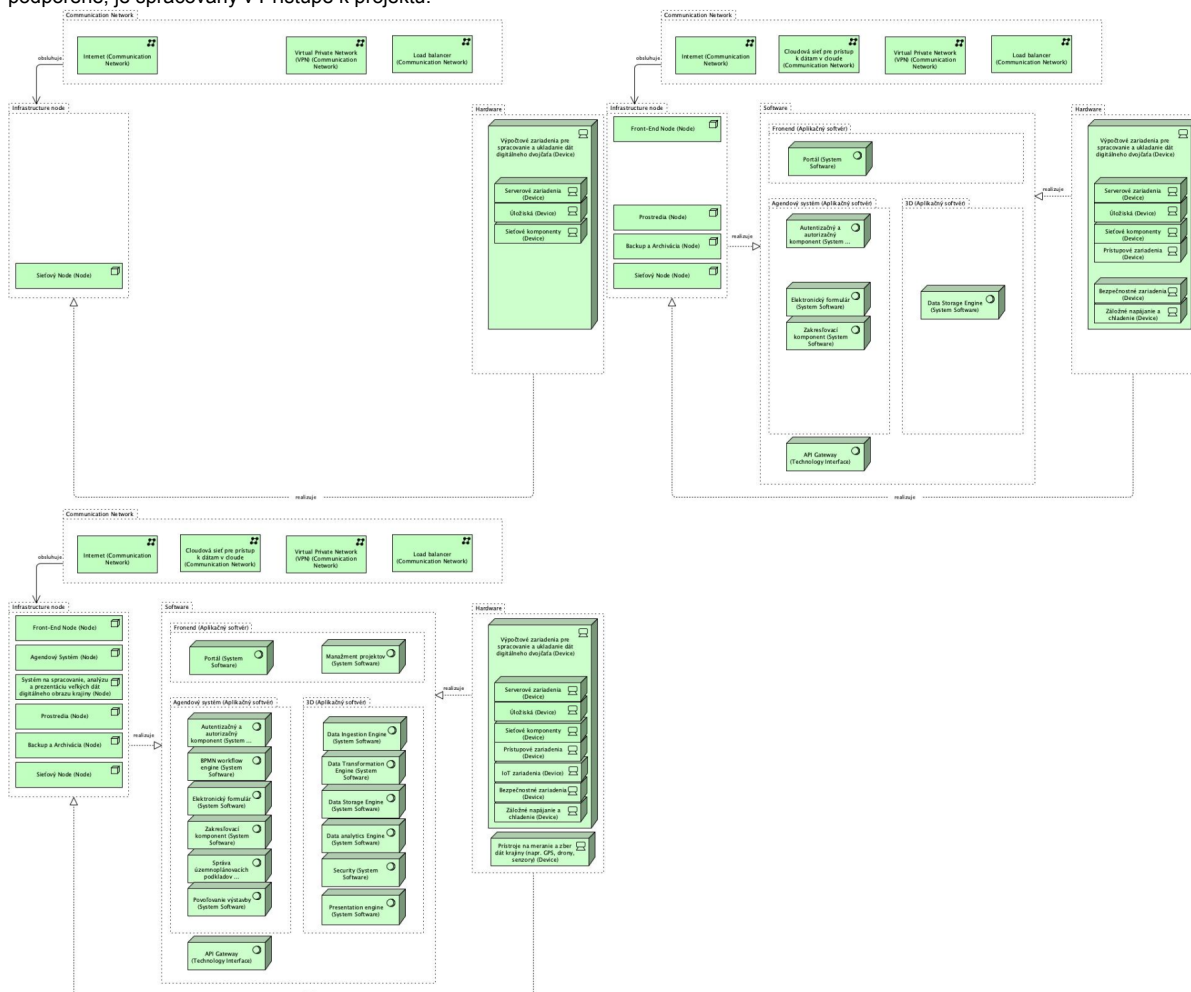 podporené, je spracovaný v Prístupe k projektu.
Communication Network
Internet (Communication
Network)
Virtual Private Network
(VPN) (Communication
Network)
Load balancer
(Communication Network)
obsluhuje
Infrastructure node
Sieťový Node (Node)
Hardware
Výpočtové zariadenia pre
spracovanie a ukladanie dát
digitálneho dvojčaťa (Device)
Serverové zariadenia
(Device)
Úložiská (Device)
Sieťové komponenty
(Device)
realizuje
Communication Network
Internet (Communication
Network)
Cloudová sieť pre prístup
k dátam v cloude
(Communication Network)
Virtual Private Network
(VPN) (Communication
Network)
Load balancer
(Communication Network)
obsluhuje
Infrastructure node
Front-End Node (Node)
Prostredia (Node)
Backup a Archivácia (Node)
Sieťový Node (Node)
realizuje
Software
Fronend (Aplikačný softvér)
Portál (System
Software)
Agendový systém (Aplikačný softvér)
Autentizačný a
autorizačný
komponent (System ...
Elektronický formulár
(System Software)
Zakresľovací
komponent (System
Software)
3D (Aplikačný softvér)
Data Storage Engine
(System Software)
API Gateway
(Technology Interface)
realizuje
Hardware
Výpočtové zariadenia pre
spracovanie a ukladanie dát
digitálneho dvojčaťa (Device)
Serverové zariadenia
(Device)
Úložiská (Device)
Sieťové komponenty
(Device)
Prístupové zariadenia
(Device)
Bezpečnostné zariadenia
(Device)
Záložné napájanie a
chladenie (Device)
realizuje
Communication Network
Internet (Communication
Network)
Cloudová sieť pre prístup
k dátam v cloude
(Communication Network)
Virtual Private Network
(VPN) (Communication
Network)
Load balancer
(Communication Network)
obsluhuje
Infrastructure node
Front-End Node (Node)
Agendový Systém (Node)
Systém na spracovanie, analýzu
a prezentáciu veľkých dát
digitálneho obrazu krajiny (Node)
Prostredia (Node)
Backup a Archivácia (Node)
Sieťový Node (Node)
realizuje
Software
Fronend (Aplikačný softvér)
Portál (System
Software)
Manažment projektov
(System Software)
Agendový systém (Aplikačný softvér)
Autentizačný a
autorizačný
komponent (System ...
BPMN workflow
engine (System
Software)
Elektronický formulár
(System Software)
Zakresľovací
komponent (System
Software)
Správa
územnoplánovacích
podkladov ...
Povoľovanie výstavby
(System Software)
3D (Aplikačný softvér)
Data Ingestion Engine
(System Software)
Data Transformation
Engine (System
Software)
Data Storage Engine
(System Software)
Data analytics Engine
(System Software)
Security (System
Software)
Presentation engine
(System Software)
API Gateway
(Technology Interface)
realizuje
Hardware
Výpočtové zariadenia pre
spracovanie a ukladanie dát
digitálneho dvojčaťa (Device)
Serverové zariadenia
(Device)
Úložiská (Device)
Sieťové komponenty
(Device)
Prístupové zariadenia
(Device)
IoT zariadenia (Device)
Bezpečnostné zariadenia
(Device)
Záložné napájanie a
chladenie (Device)
Prístroje na meranie a zber
dát krajiny (napr. GPS, drony,
senzory) (Device)